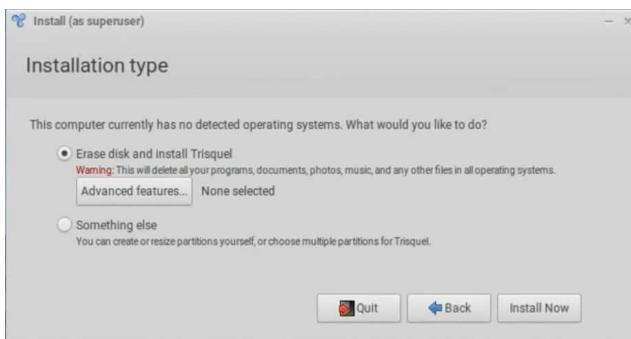 Install (as superuser)
Installation type
This computer currently has no detected operating systems. What would you like to do?
Erase disk and install Trisquel
Warning: This will delete all your programs, documents, photos, music, and any other files in all operating systems.
Advanced features... None selected
Something else
You can create or resize partitions yourself, or choose multiple partitions for Trisquel.
Quit Back Install Now